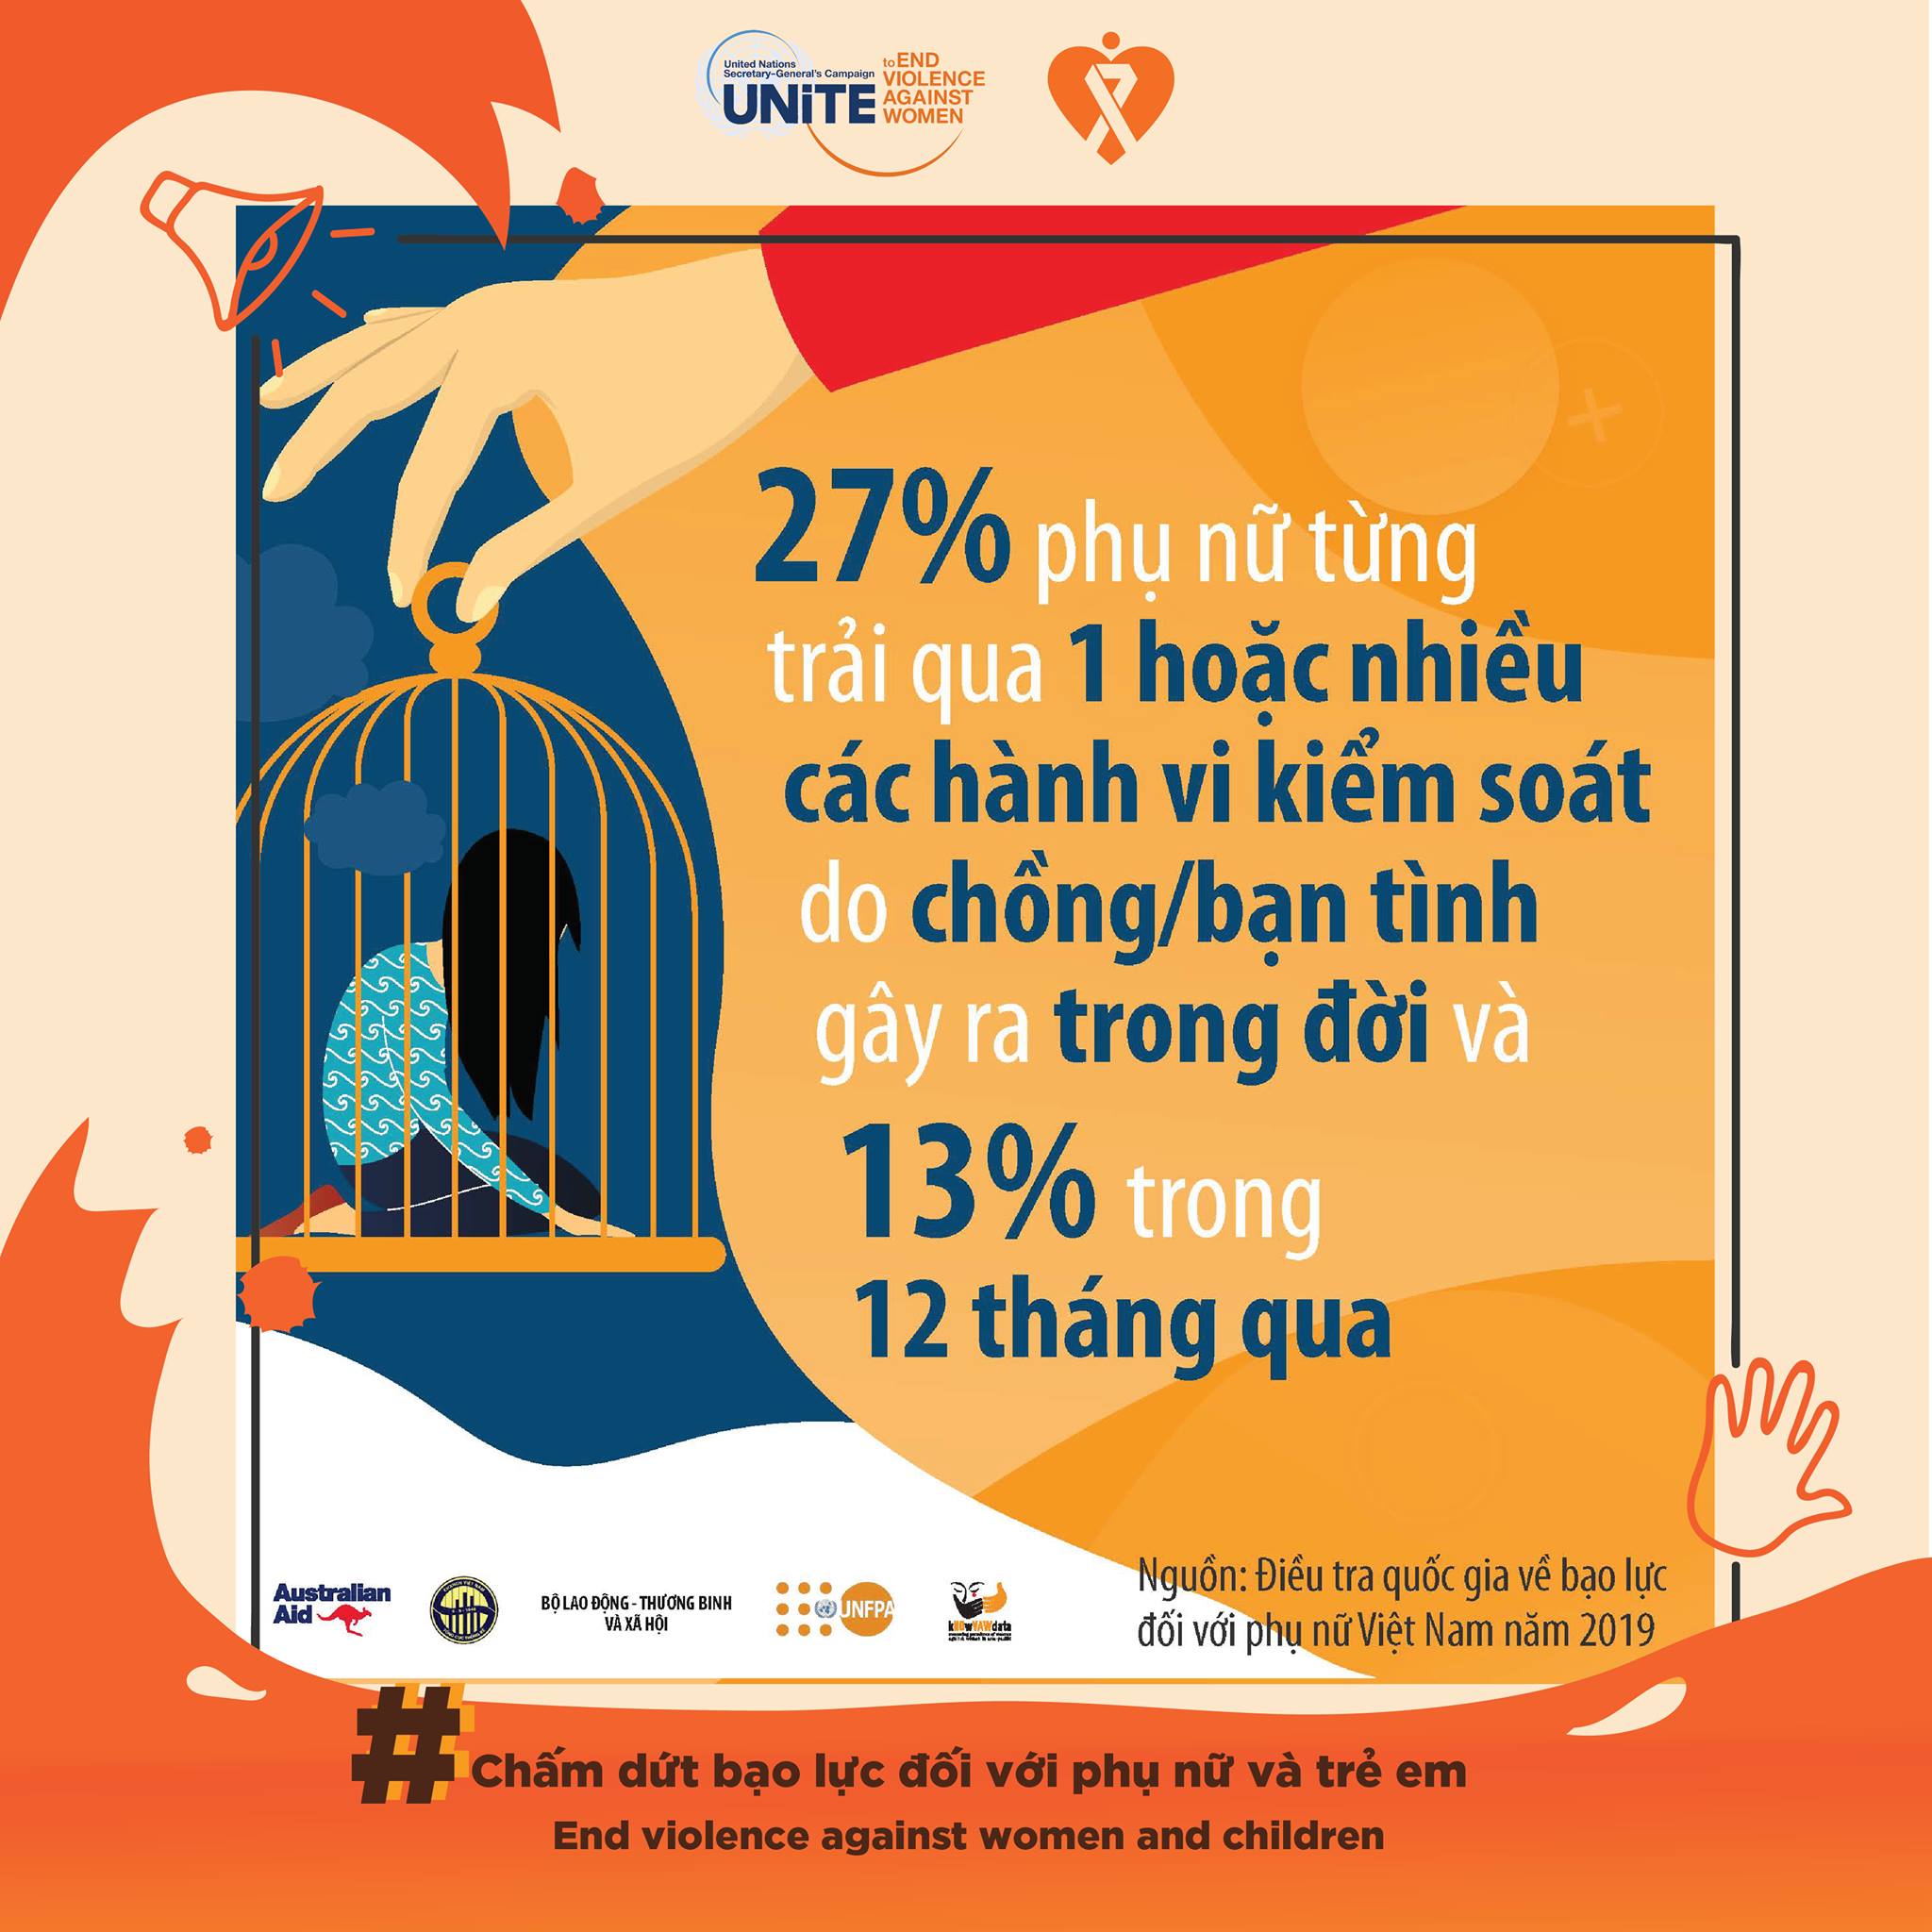 United Nations
Secretary-General's Campaign
UNiTE
to END
VIOLENCE
AGAINST
WOMEN
27% phụ nữ từng
trải qua 1 hoặc nhiều
các hành vi kiểm soát
do chồng/bạn tình
gây ra trong đời và
13% trong
12 tháng qua
Australian
Aid
BỘ LAO ĐỘNG - THƯƠNG BINH
VÀ XÃ HỘI
UNFPA
kNOwVAWdata
Nguồn: Điều tra quốc gia về bạo lực
đối với phụ nữ Việt Nam năm 2019
#Chấm dứt bạo lực đối với phụ nữ và trẻ em
End violence against women and children